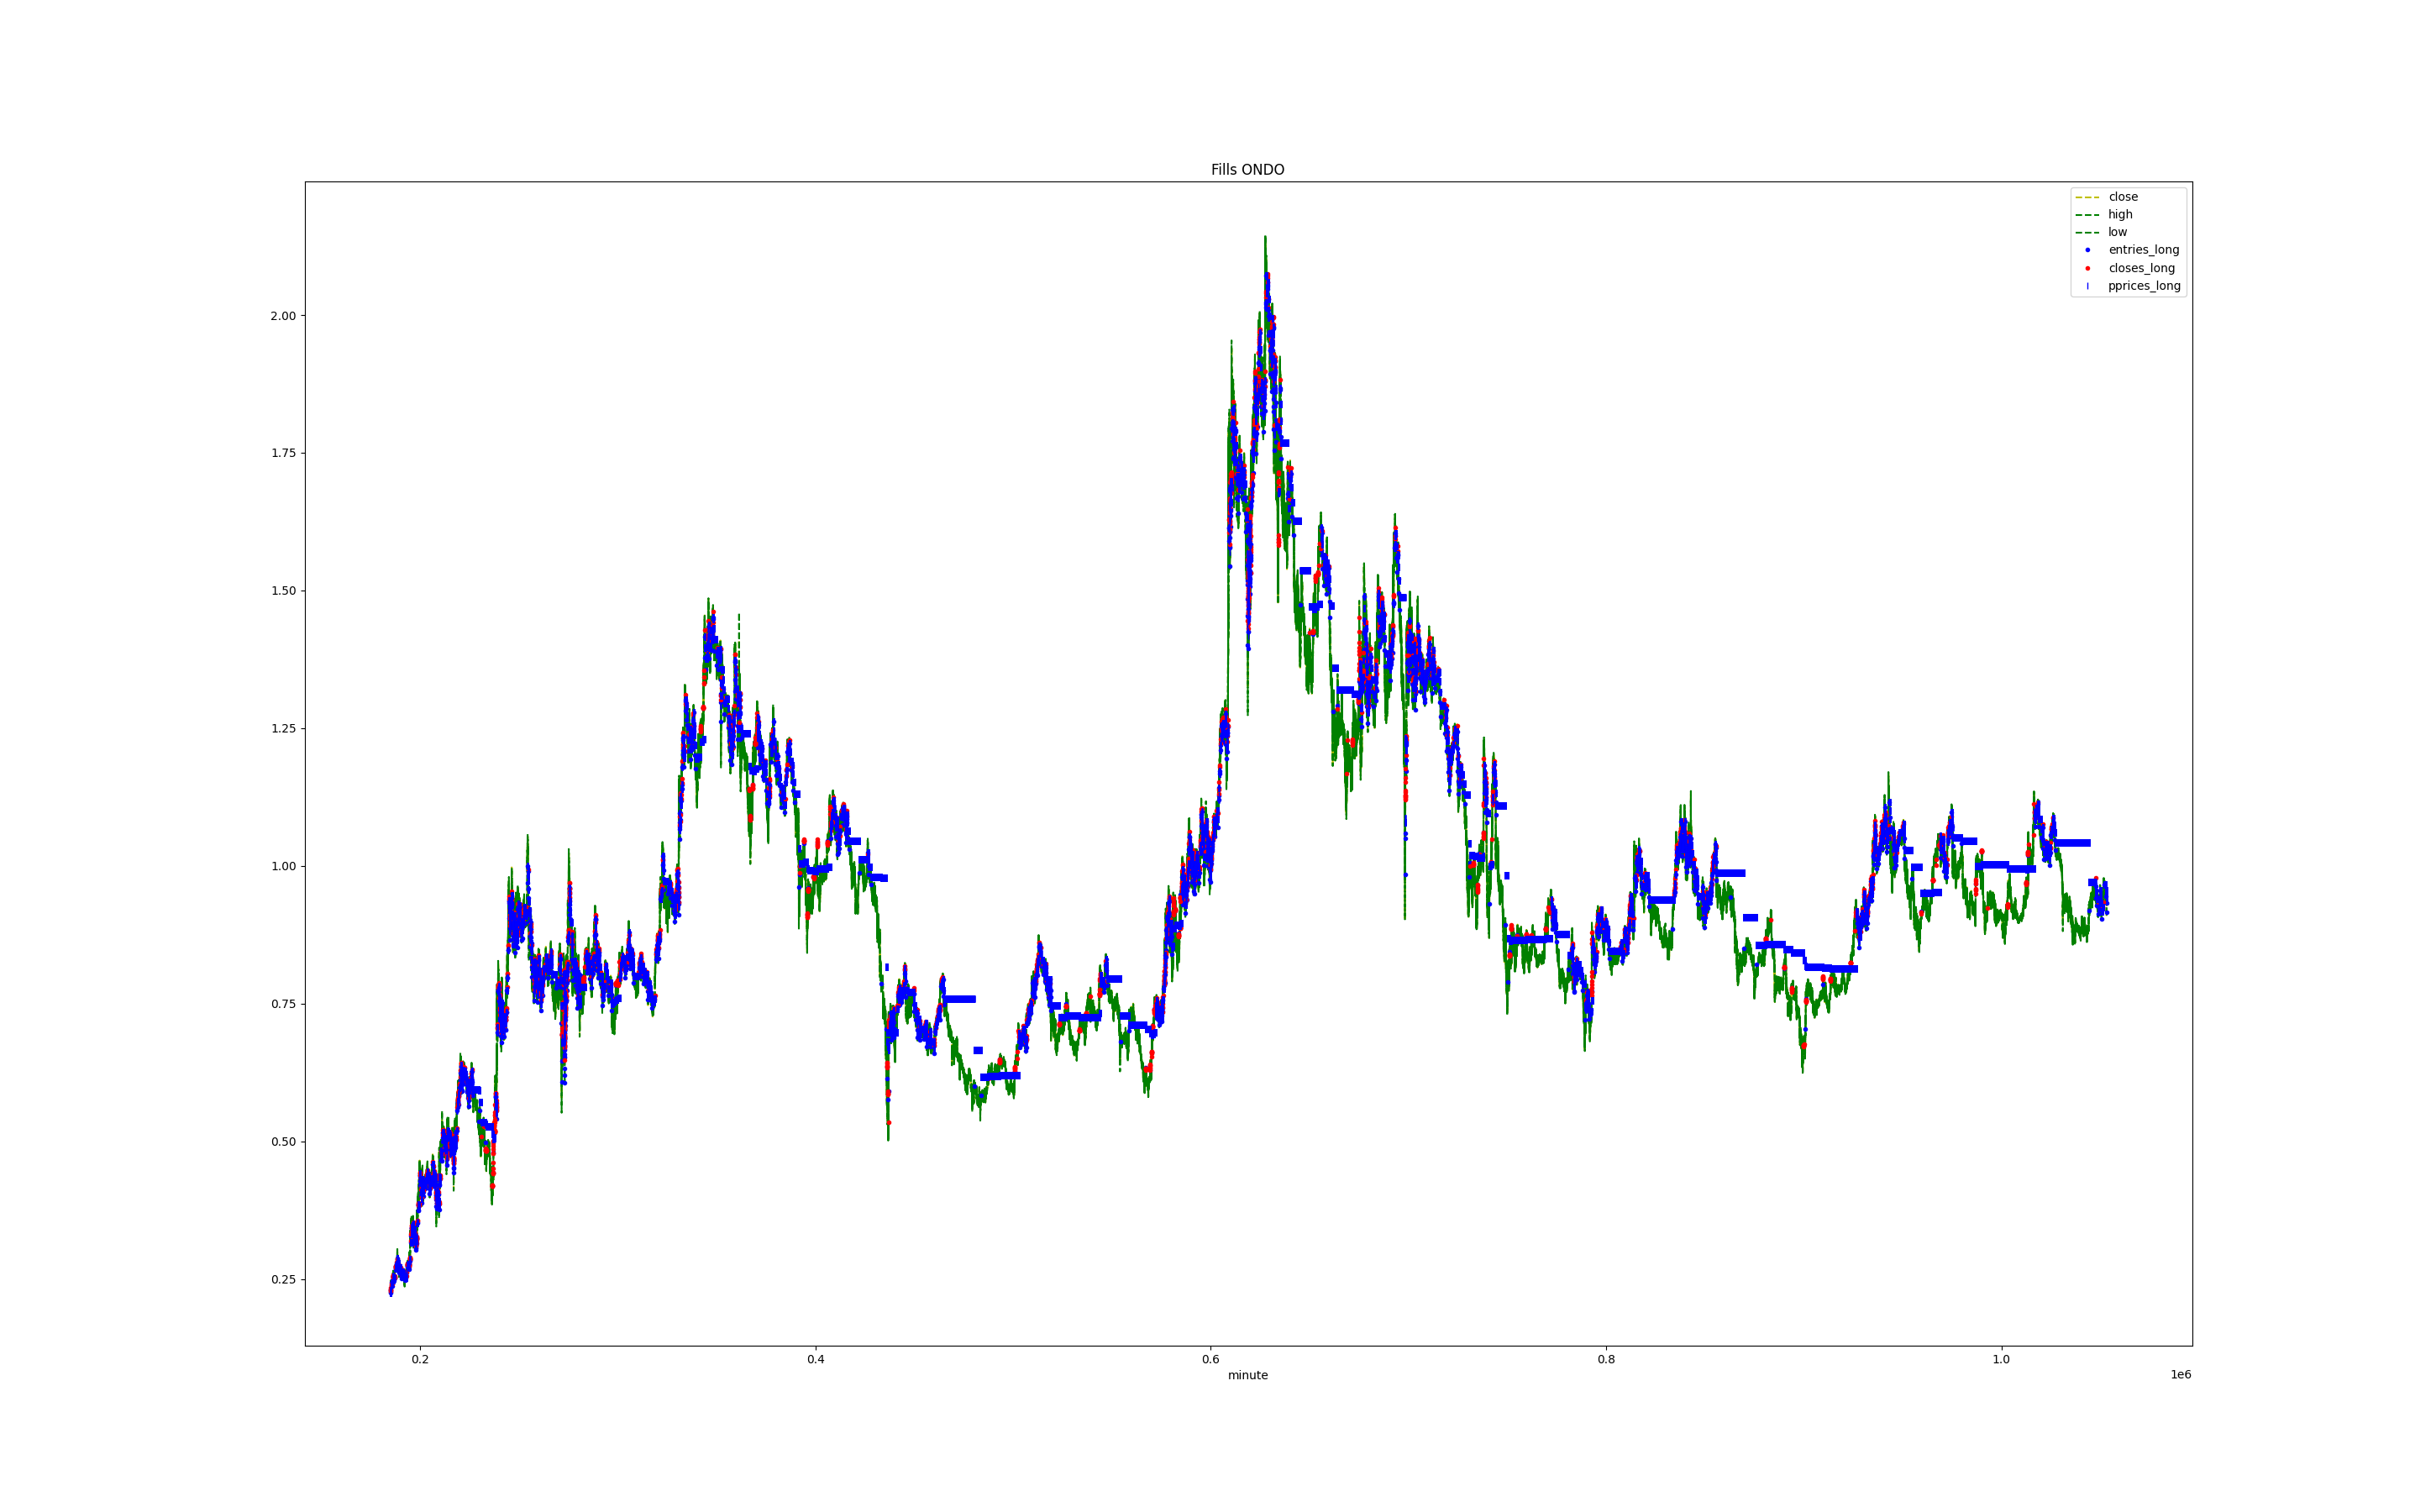 Fills ONDO
close
high
low
entries_long
closes_long
pprices_long
2.00
1.75
1.50
1.25
1.00
0.75
0.50
0.25
0.2 0.4 0.6 0.8 1.0
minute 1e6